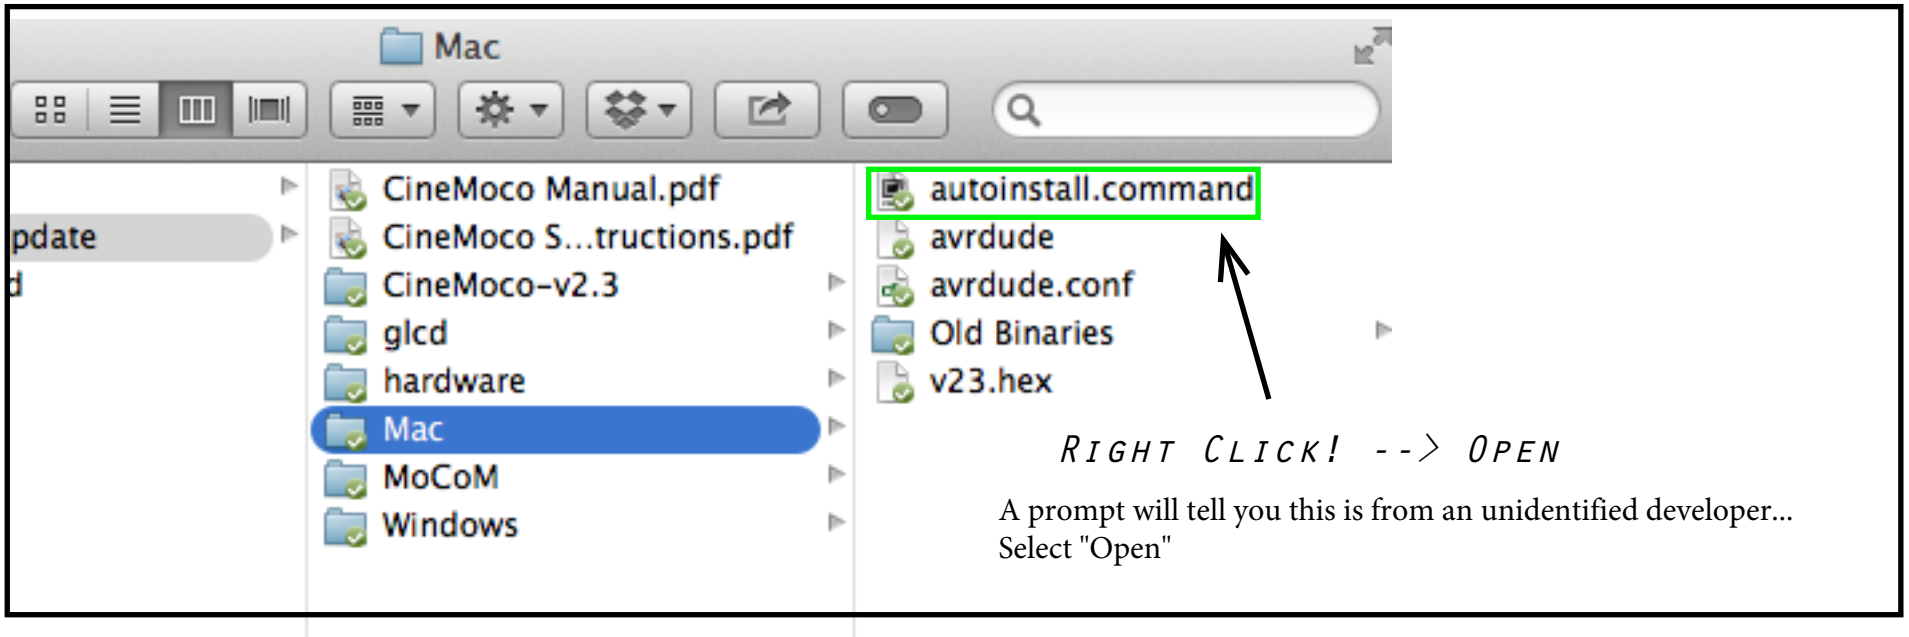 Mac
pdate
d
CineMoco Manual.pdf
CineMoco S...tructions.pdf
CineMoco-v2.3
glcd
hardware
Mac
MoCoM
Windows
autoinstall.command
avrdude
avrdude.conf
Old Binaries
v23.hex
RIGHT CLICK! --> OPEN
A prompt will tell you this is from an unidentified developer...
Select "Open"